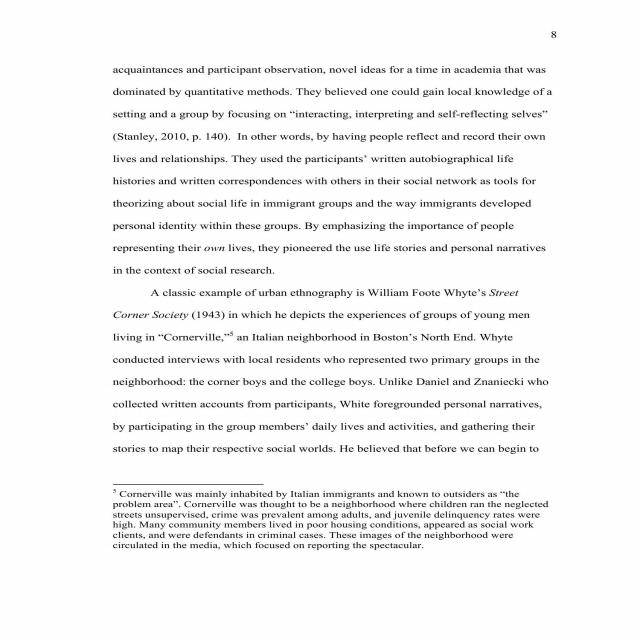 8
acquaintances and participant observation, novel ideas for a time in academia that was
dominated by quantitative methods. They believed one could gain local knowledge of a
setting and a group by focusing on “interacting, interpreting and self-reflecting selves”
(Stanley, 2010, p. 140).  In other words, by having people reflect and record their own
lives and relationships. They used the participants’ written autobiographical life
histories and written correspondences with others in their social network as tools for
theorizing about social life in immigrant groups and the way immigrants developed
personal identity within these groups. By emphasizing the importance of people
representing their own lives, they pioneered the use life stories and personal narratives
in the context of social research.
A classic example of urban ethnography is William Foote Whyte’s Street
Corner Society (1943) in which he depicts the experiences of groups of young men
living in “Cornerville,”5 an Italian neighborhood in Boston’s North End. Whyte
conducted interviews with local residents who represented two primary groups in the
neighborhood: the corner boys and the college boys. Unlike Daniel and Znaniecki who
collected written accounts from participants, White foregrounded personal narratives,
by participating in the group members’ daily lives and activities, and gathering their
stories to map their respective social worlds. He believed that before we can begin to
5 Cornerville was mainly inhabited by Italian immigrants and known to outsiders as “the
problem area”. Cornerville was thought to be a neighborhood where children ran the neglected
streets unsupervised, crime was prevalent among adults, and juvenile delinquency rates were
high. Many community members lived in poor housing conditions, appeared as social work
clients, and were defendants in criminal cases. These images of the neighborhood were
circulated in the media, which focused on reporting the spectacular.